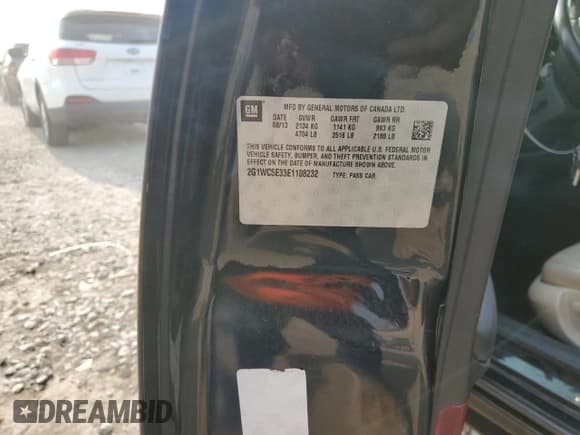 GM
MFD BY GENERAL MOTORS OF CANADA LTD.
DATE GVWR GAWR FRT GAWR RR
08/13 2134 KG 1141 KG 993 KG
4704 LB 2516 LB 2188 LB
THIS VEHICLE CONFORMS TO ALL APPLICABLE U.S. FEDERAL MOTOR
VEHICLE SAFETY, BUMPER, AND THEFT PREVENTION STANDARDS IN
EFFECT ON THE DATE OF MANUFACTURE SHOWN ABOVE.
2G1WC5E33E1108232 TYPE: PASS CAR
DREAMBID